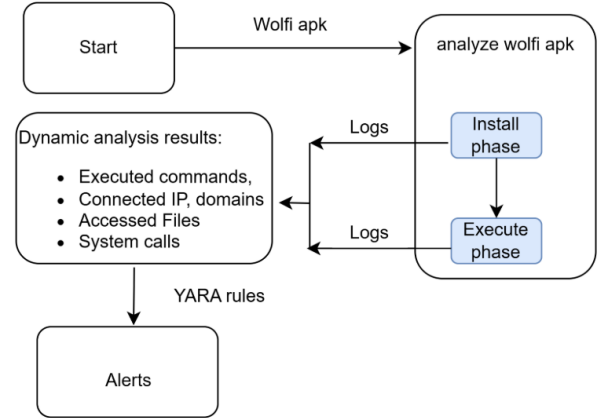 Start
Wolfi apk
analyze wolfi apk
Install
phase
Execute
phase
Logs
Logs
Dynamic analysis results:
• Executed commands,
• Connected IP, domains
• Accessed Files
• System calls
YARA rules
Alerts